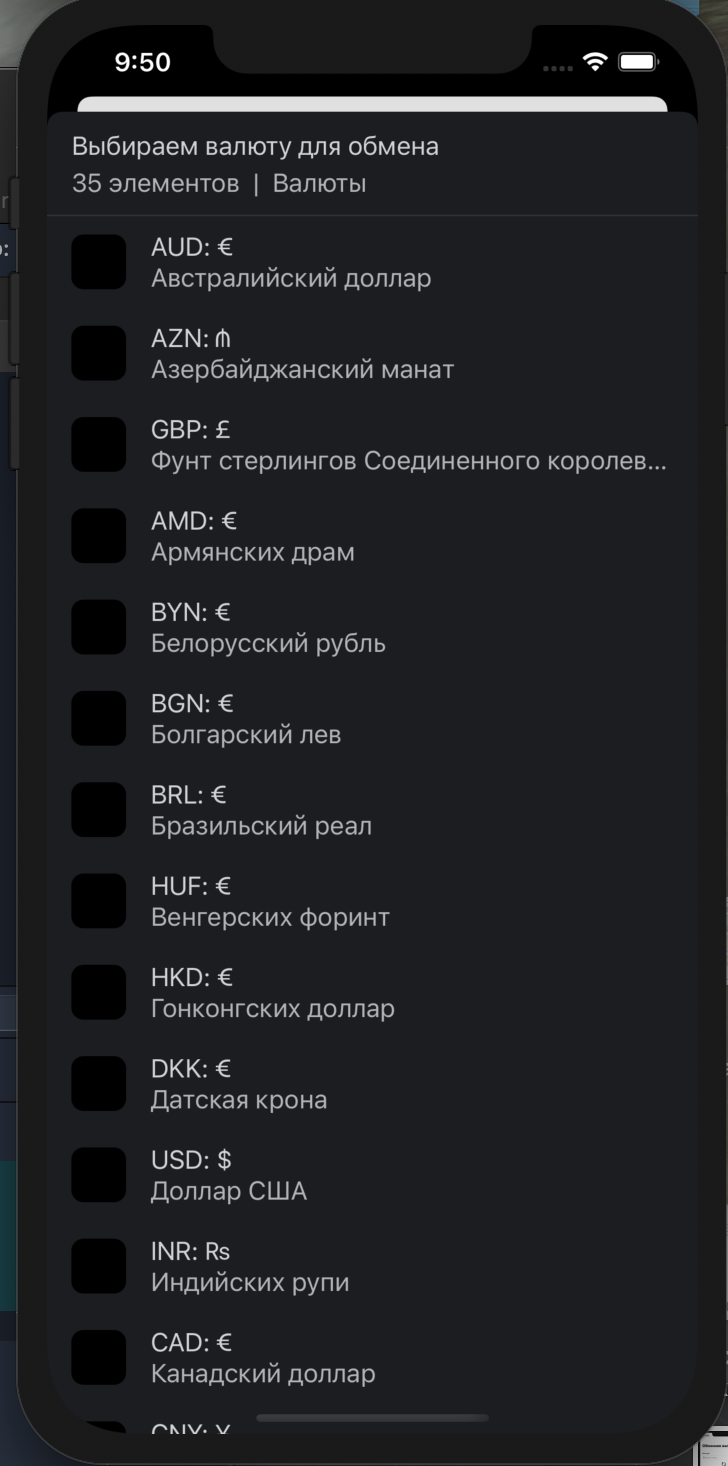 9:50
Выбираем валюту для обмена
35 элементов | Валюты
AUD: €
Австралийский доллар
AZN: ₼
Азербайджанский манат
GBP: £
Фунт стерлингов Соединенного королев...
AMD: €
Армянских драм
BYN: €
Белорусский рубль
BGN: €
Болгарский лев
BRL: €
Бразильский реал
HUF: €
Венгерских форинт
HKD: €
Гонконгских доллар
DKK: €
Датская крона
USD: $
Доллар США
INR: ₨
Индийских рупи
CAD: €
Канадский доллар
CNY: ¥